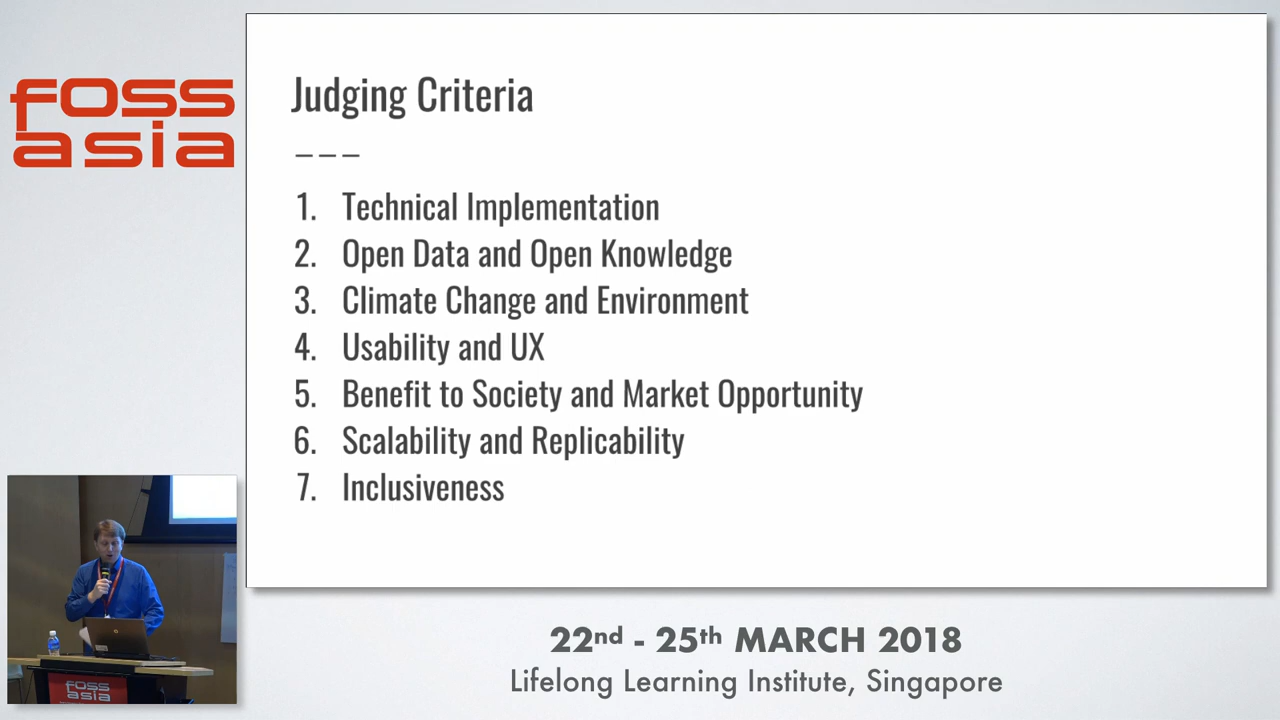 foss
asia
Judging Criteria
---
1. Technical Implementation
2. Open Data and Open Knowledge
3. Climate Change and Environment
4. Usability and UX
5. Benefit to Society and Market Opportunity
6. Scalability and Replicability
7. Inclusiveness
foss
asia
22nd - 25th MARCH 2018
Lifelong Learning Institute, Singapore